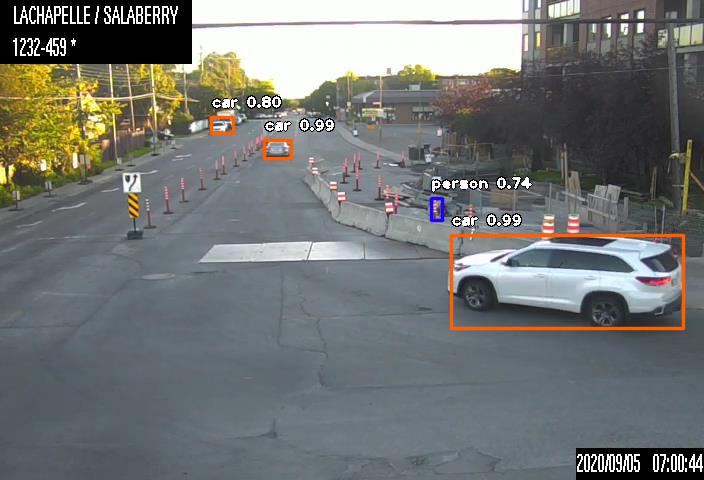 LACHAPELLE / SALABERRY
1232-459 *
car 0.80
car 0.99
person 0.74
car 0.99
2020/09/05 07:00:44